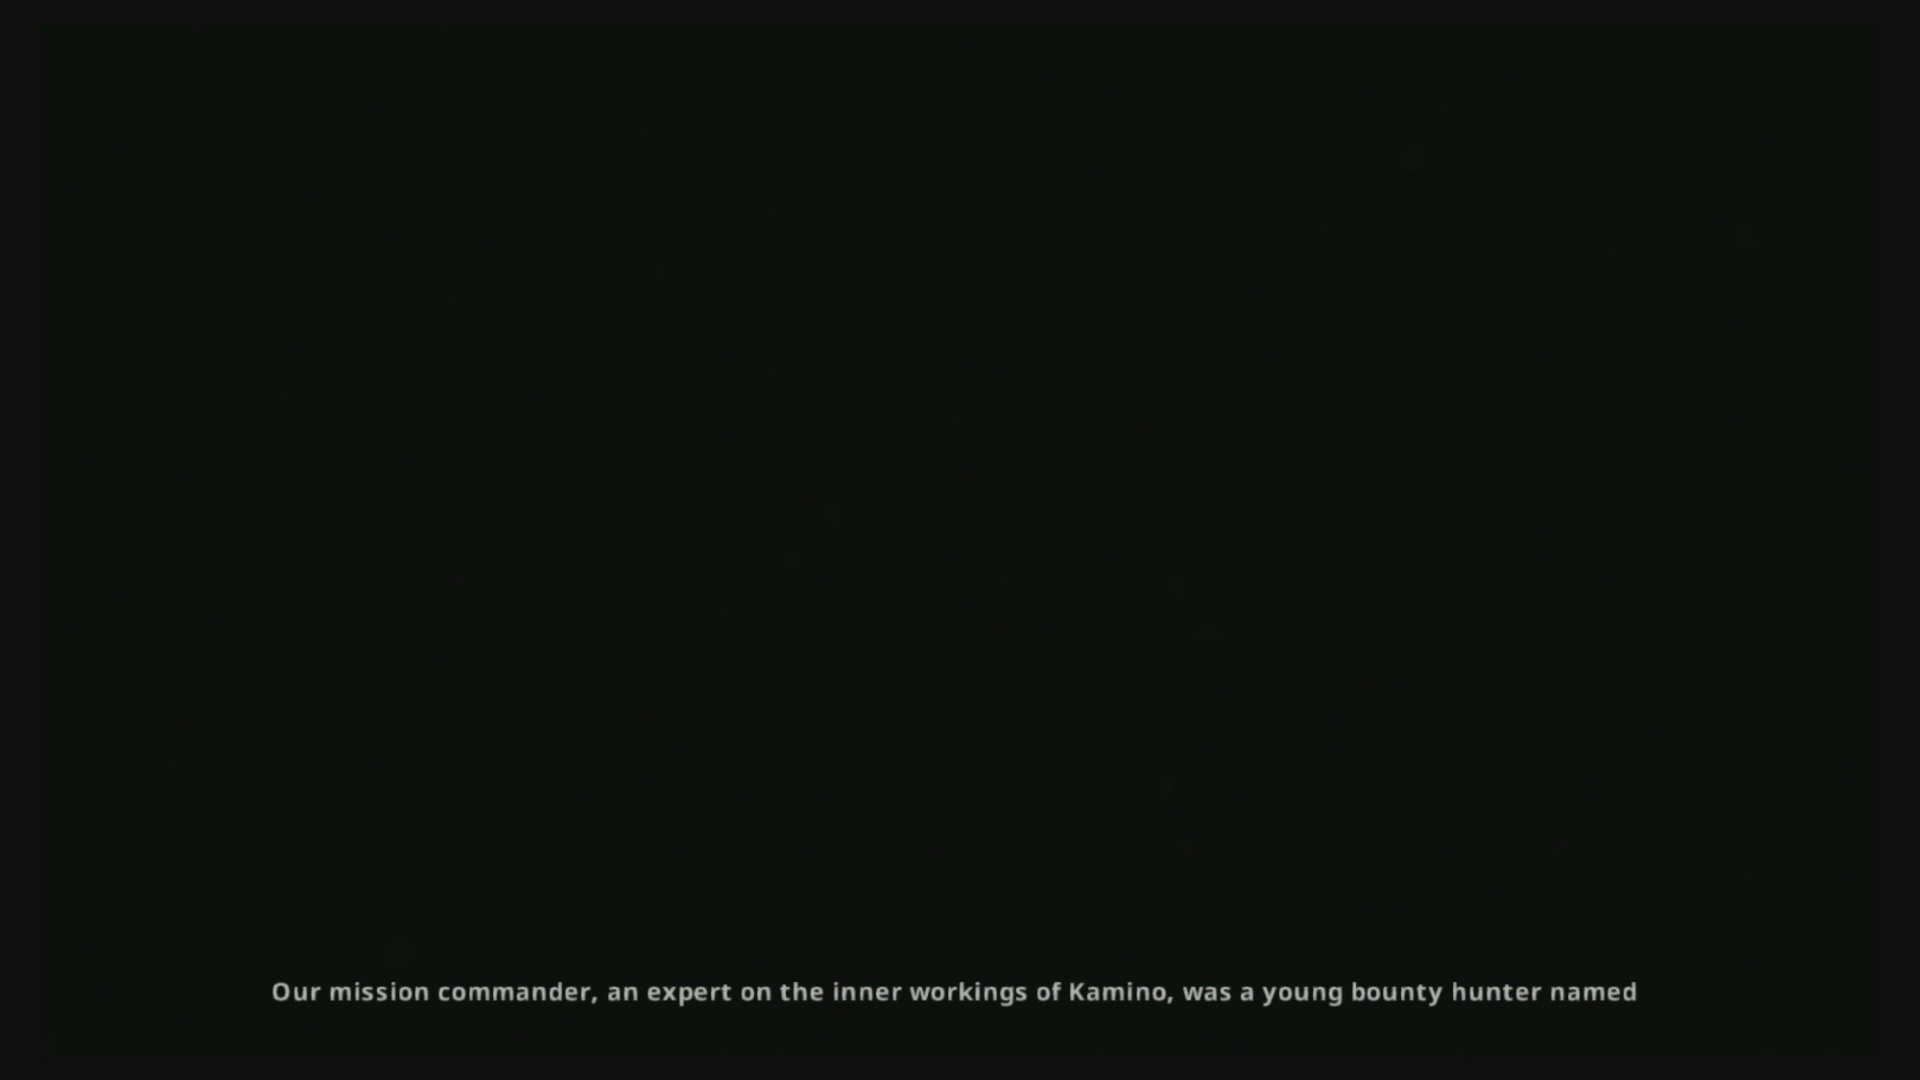 Our mission commander, an expert on the inner workings of Kamino, was a young bounty hunter named